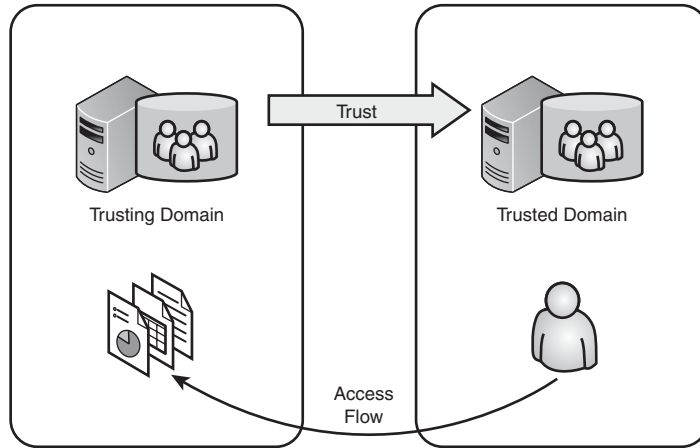 Trust
Trusting Domain
Trusted Domain
Access
Flow